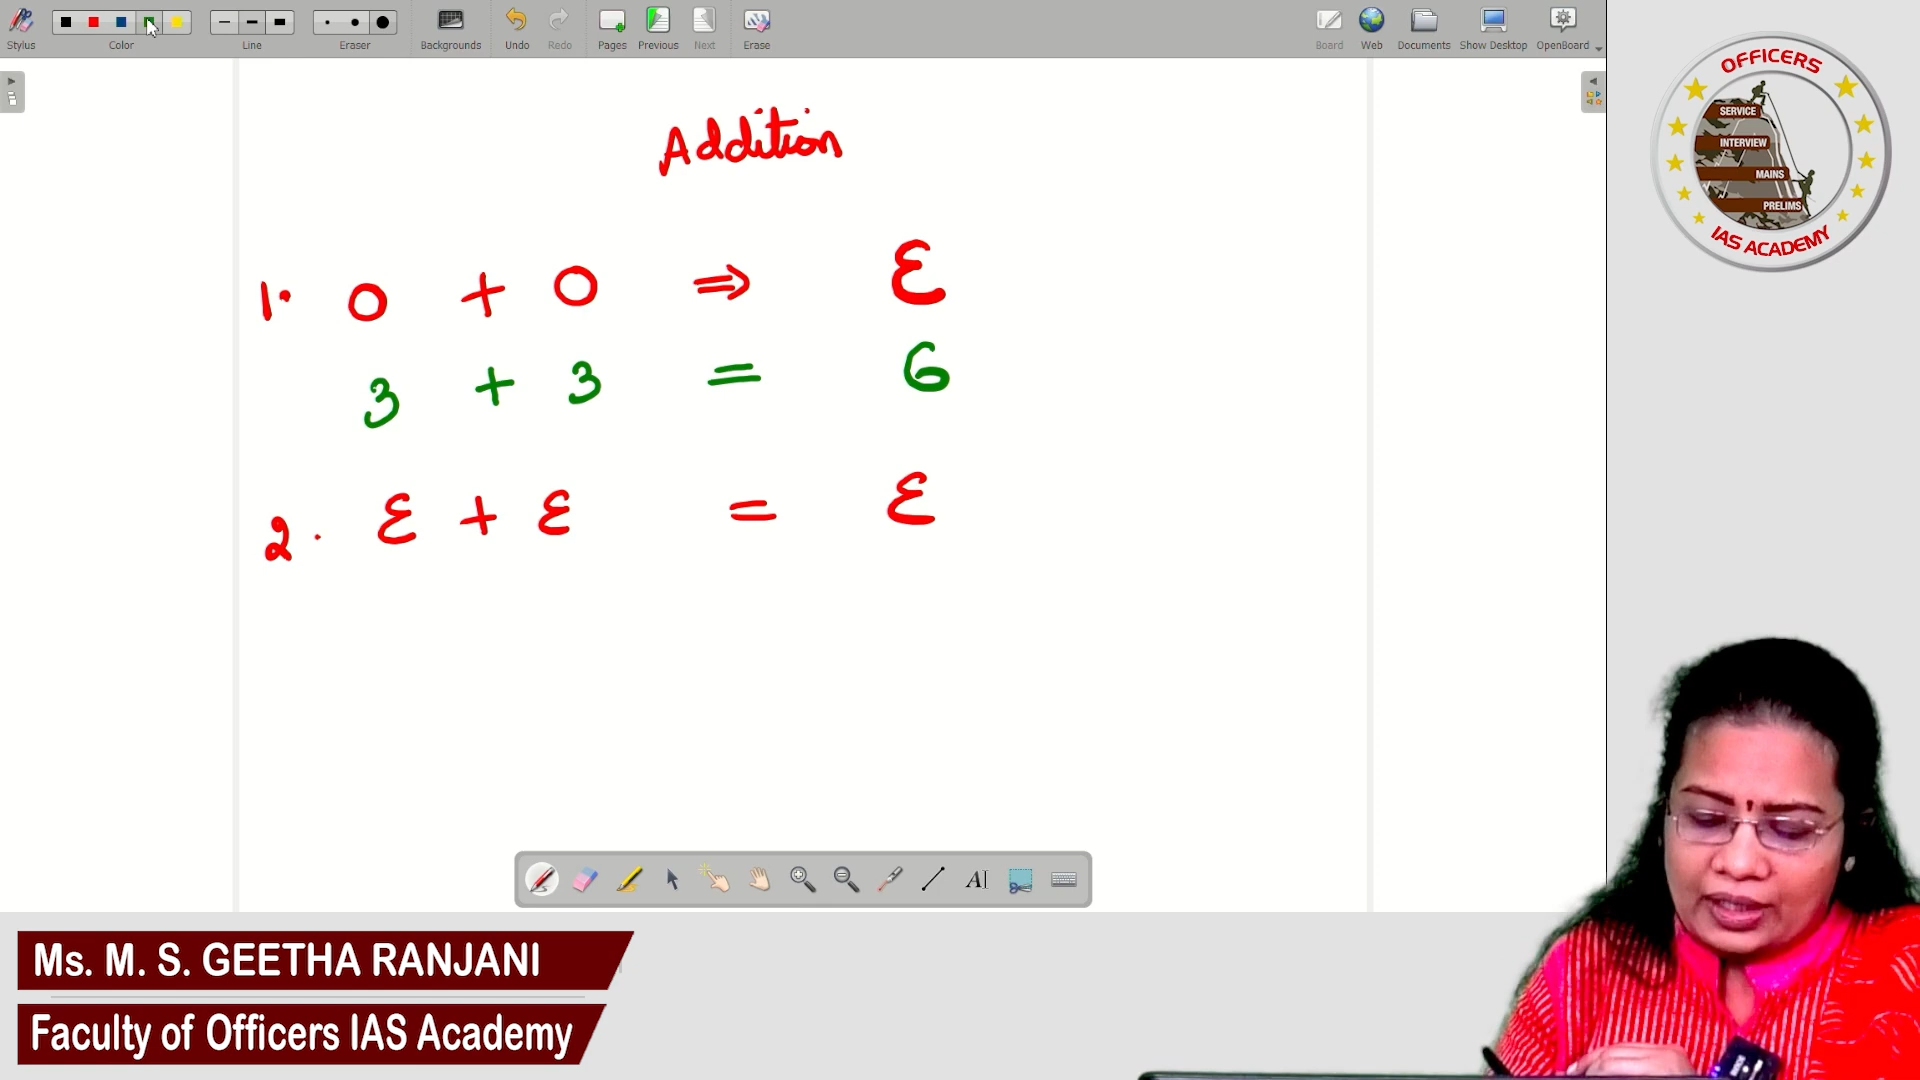 Stylus Color Line Eraser Backgrounds Undo Redo Pages Previous Next Erase Board Web Documents Show Desktop OpenBoard
OFFICERS
SERVICE
INTERVIEW
MAINS
PRELIMS
IAS ACADEMY
Addition
1. O + O ⇒ E
3 + 3 = 6
2. E + E = E
AI
Ms. M. S. GEETHA RANJANI
Faculty of Officers IAS Academy